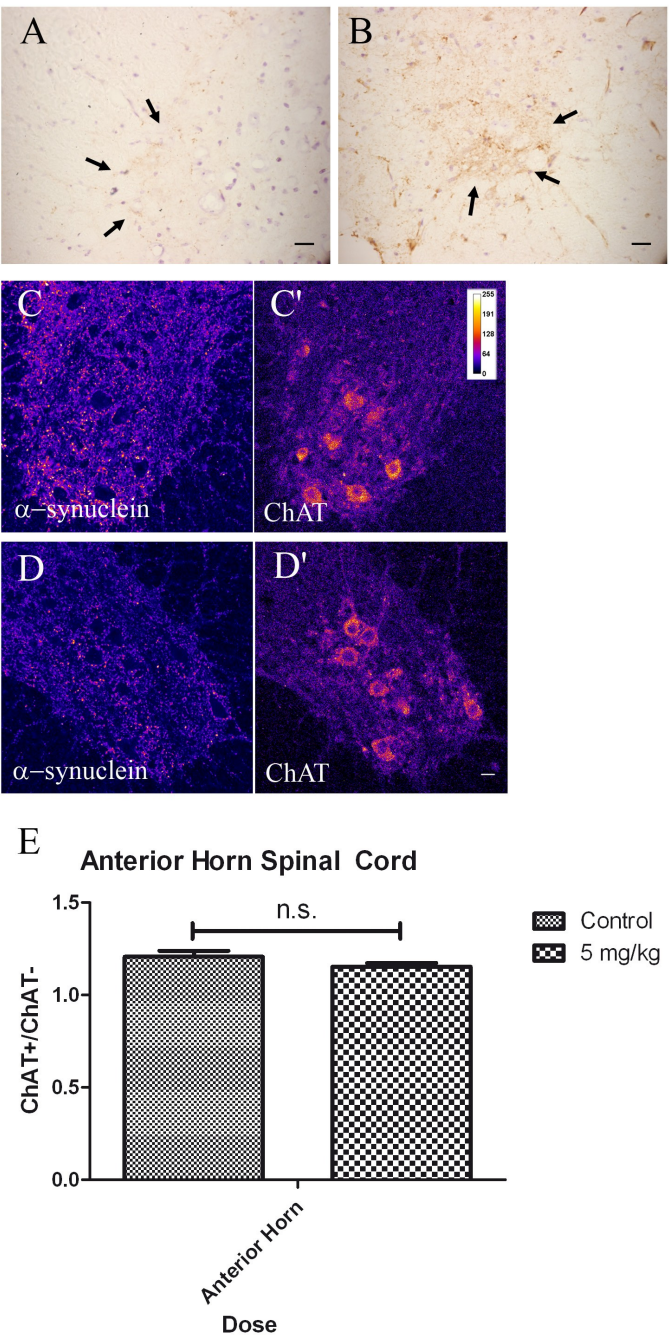 A
B
C
C'
255
191
128
64
0
α–synuclein
ChAT
D
D'
α–synuclein
ChAT
E
Anterior Horn Spinal Cord
n.s.
Control
5 mg/kg
ChAT+/ChAT-
1.5
1.0
0.5
0.0
Anterior Horn
Dose